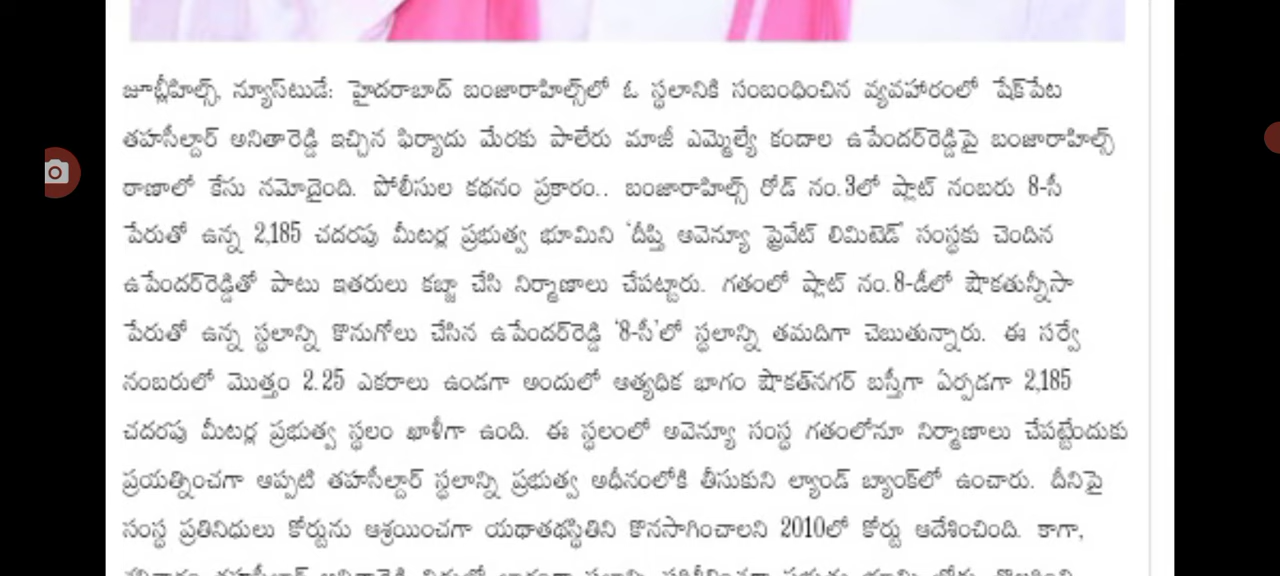 జూబ్లీహిల్స్, న్యూస్‌టుడే: హైదరాబాద్ బంజారాహిల్స్‌లో ఓ స్థలానికి సంబంధించిన వ్యవహారంలో షేక్‌పేట
తహసీల్దార్ అనితారెడ్డి ఇచ్చిన ఫిర్యాదు మేరకు పాలేరు మాజీ ఎమ్మెల్యే కందాల ఉపేందర్‌రెడ్డిపై బంజారాహిల్స్
ఠాణాలో కేసు నమోదైంది. పోలీసుల కథనం ప్రకారం.. బంజారాహిల్స్ రోడ్ నం.3లో ప్లాట్ నంబరు 8-సీ
పేరుతో ఉన్న 2,185 చదరపు మీటర్ల ప్రభుత్వ భూమిని 'దీప్తి అవెన్యూ ప్రైవేట్ లిమిటెడ్' సంస్థకు చెందిన
ఉపేందర్‌రెడ్డితో పాటు ఇతరులు కబ్జా చేసి నిర్మాణాలు చేపట్టారు. గతంలో ప్లాట్ నం.8-డీలో షౌకతున్నీసా
పేరుతో ఉన్న స్థలాన్ని కొనుగోలు చేసిన ఉపేందర్‌రెడ్డి '8-సీ'లో స్థలాన్ని తమదిగా చెబుతున్నారు. ఈ సర్వే
నంబరులో మొత్తం 2.25 ఎకరాలు ఉండగా అందులో అత్యధిక భాగం షౌకత్‌నగర్ బస్తీగా ఏర్పడగా 2,185
చదరపు మీటర్ల ప్రభుత్వ స్థలం ఖాళీగా ఉంది. ఈ స్థలంలో అవెన్యూ సంస్థ గతంలోనూ నిర్మాణాలు చేపట్టేందుకు
ప్రయత్నించగా అప్పటి తహసీల్దార్ స్థలాన్ని ప్రభుత్వ అధీనంలోకి తీసుకుని ల్యాండ్ బ్యాంక్‌లో ఉంచారు. దీనిపై
సంస్థ ప్రతినిధులు కోర్టును ఆశ్రయించగా యథాతథస్థితిని కొనసాగించాలని 2010లో కోర్టు ఆదేశించింది. కాగా,